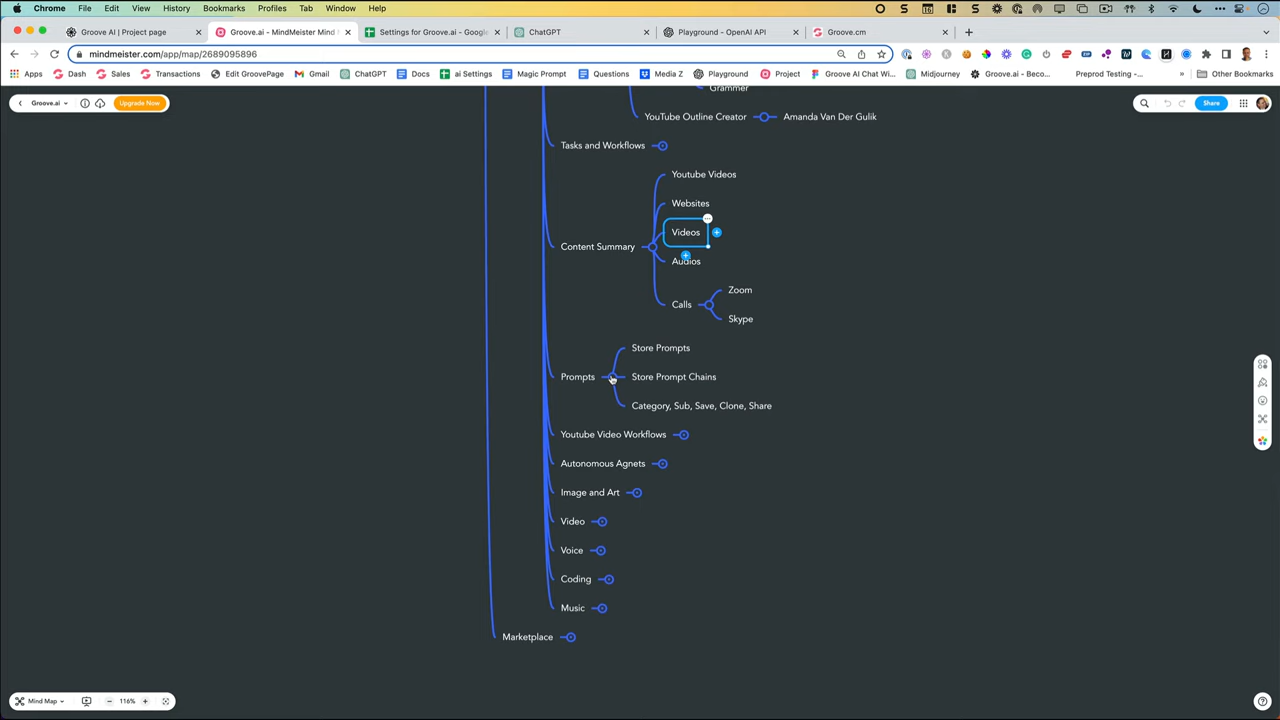 Chrome File Edit View History Bookmarks Profiles Tab Window Help
Groove AI | Project page
Groove.ai - MindMeister Mind
Settings for Groove.ai - Google
ChatGPT
Playground - OpenAI API
Groove.cm
mindmeister.com/app/map/2689095896
Apps Dash Sales Transactions Edit GroovePage Gmail ChatGPT Docs ai Settings Magic Prompt Questions Media Z Playground Project Groove AI Chat Wi... Midjourney Groove.ai - Beco... Preprod Testing -... » Other Bookmarks
Groove.ai
Upgrade Now
Share
Grammer
YouTube Outline Creator
Amanda Van Der Gulik
Tasks and Workflows
Content Summary
Youtube Videos
Websites
Videos
Audios
Calls
Zoom
Skype
Prompts
Store Prompts
Store Prompt Chains
Category, Sub, Save, Clone, Share
Youtube Video Workflows
Autonomous Agnets
Image and Art
Video
Voice
Coding
Music
Marketplace
Mind Map
116%